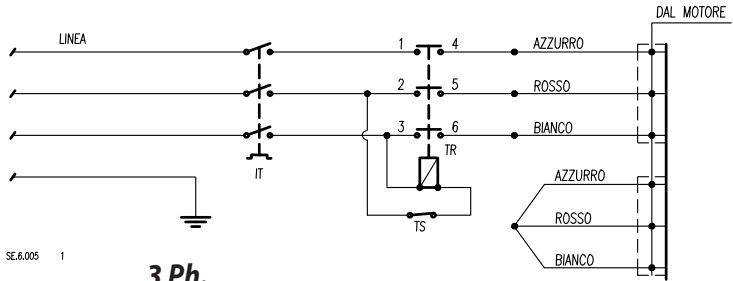 DAL MOTORE
LINEA
1 4 AZZURRO
2 5 ROSSO
3 6 BIANCO
TR
IT
AZZURRO
TS
ROSSO
BIANCO
SE.6.005 1
3 Ph.